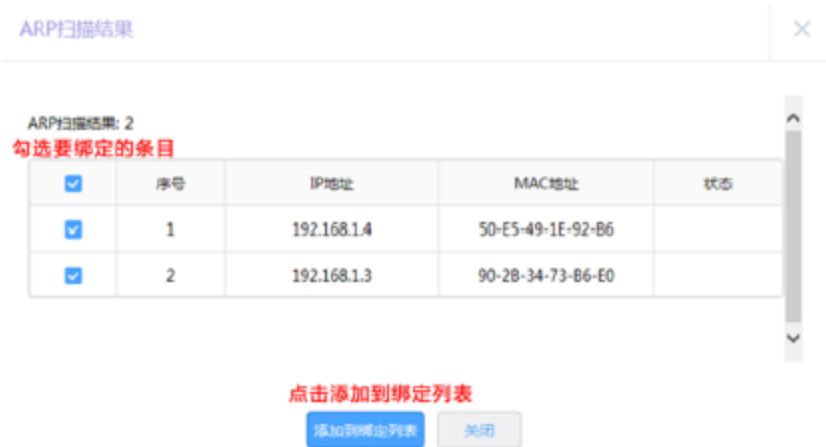 ARP扫描结果
ARP扫描结果: 2
勾选要绑定的条目
序号 IP地址 MAC地址 状态
1 192.168.1.4 50-E5-49-1E-92-B6
2 192.168.1.3 90-2B-34-73-B6-E0
点击添加到绑定列表
添加到绑定列表 关闭